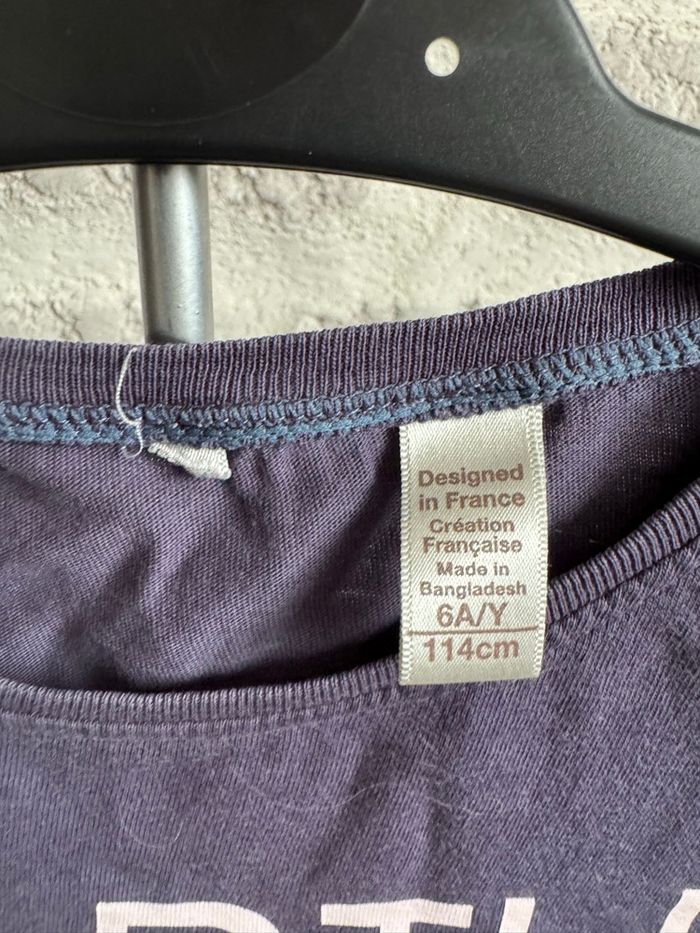 Designed
in France
Création
Française
Made in
Bangladesh
6A/Y
114cm